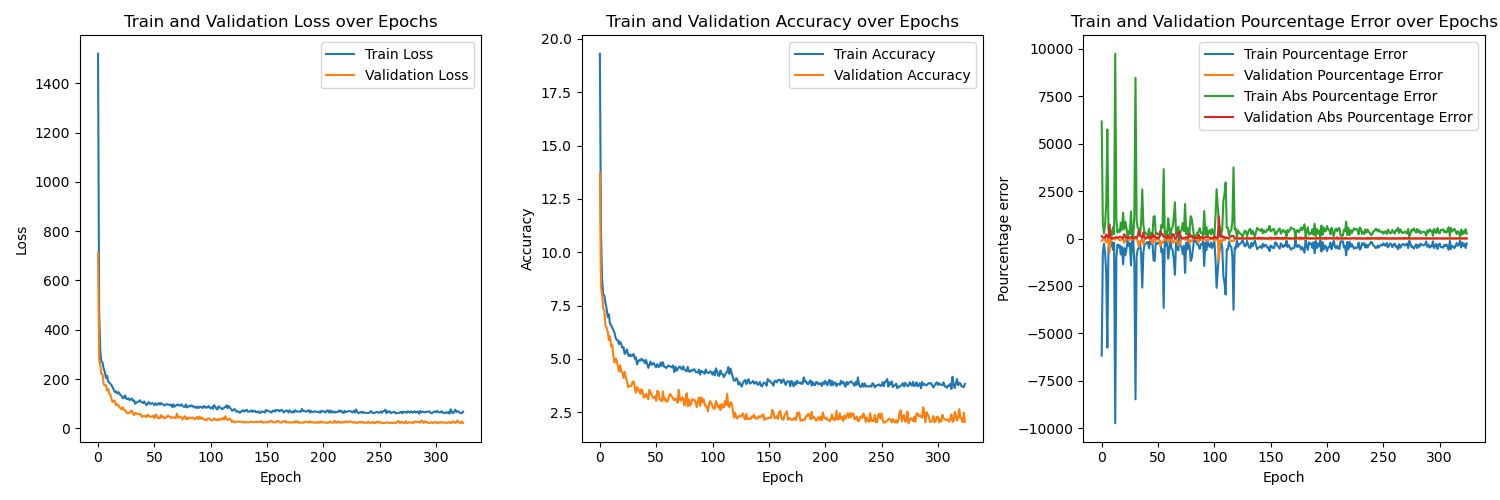 Train and Validation Loss over Epochs
Train Loss
Validation Loss
1400
1200
1000
800
600
400
200
0
Loss
0 50 100 150 200 250 300
Epoch
Train and Validation Accuracy over Epochs
Train Accuracy
Validation Accuracy
20.0
17.5
15.0
12.5
10.0
7.5
5.0
2.5
Accuracy
0 50 100 150 200 250 300
Epoch
Train and Validation Pourcentage Error over Epochs
Train Pourcentage Error
Validation Pourcentage Error
Train Abs Pourcentage Error
Validation Abs Pourcentage Error
10000
7500
5000
2500
0
−2500
−5000
−7500
−10000
Pourcentage error
0 50 100 150 200 250 300
Epoch